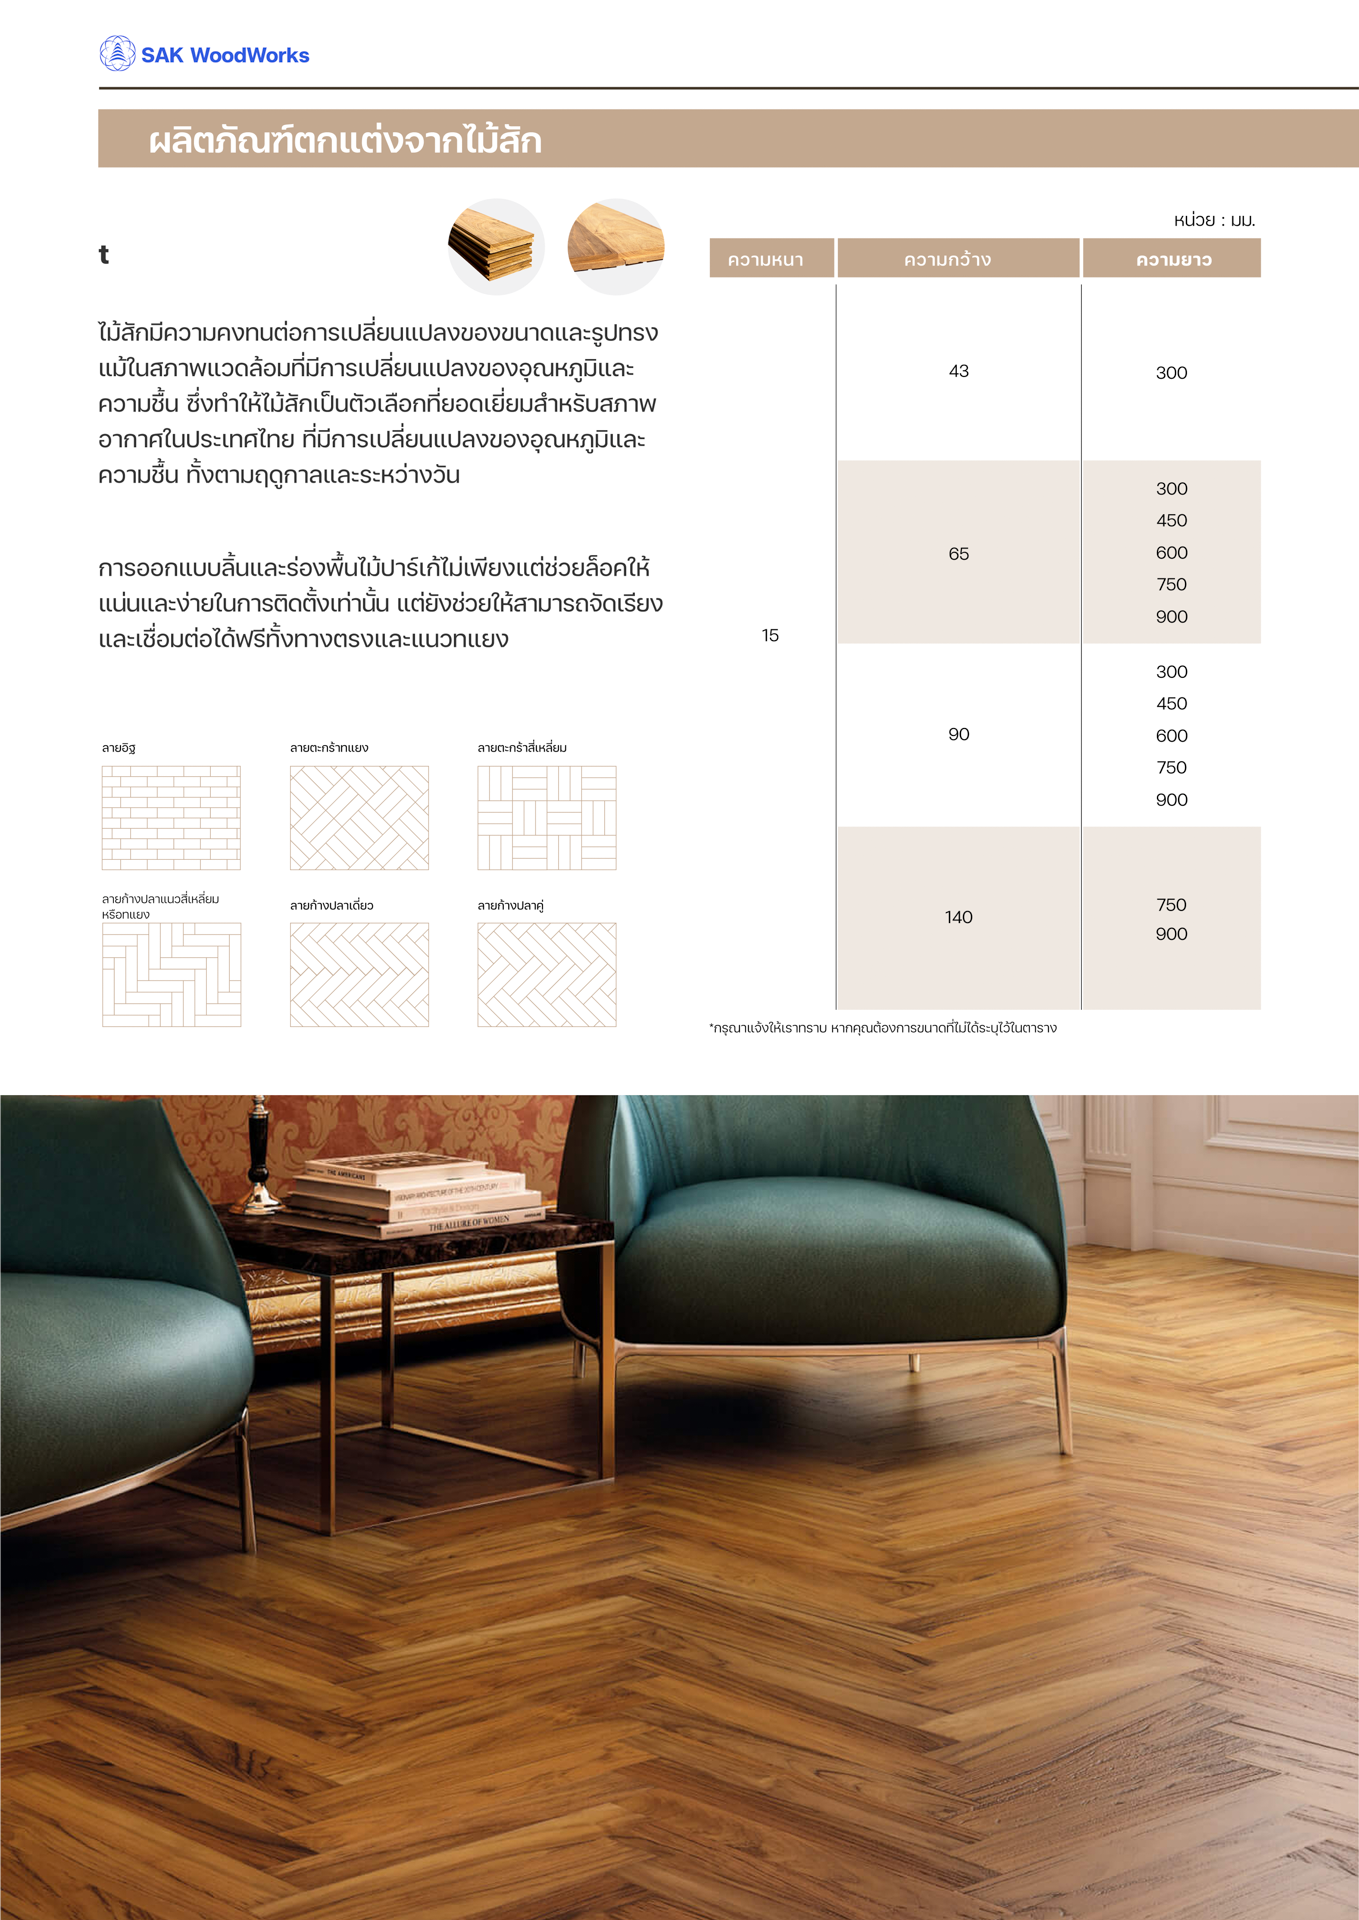 SAK WoodWorks
ผลิตภัณฑ์ตกแต่งจากไม้สัก
t
ไม้สักมีความคงทนต่อการเปลี่ยนแปลงของขนาดและรูปทรง
แม้ในสภาพแวดล้อมที่มีการเปลี่ยนแปลงของอุณหภูมิและ
ความชื้น ซึ่งทำให้ไม้สักเป็นตัวเลือกที่ยอดเยี่ยมสำหรับสภาพ
อากาศในประเทศไทย ที่มีการเปลี่ยนแปลงของอุณหภูมิและ
ความชื้น ทั้งตามฤดูกาลและระหว่างวัน
การออกแบบลิ้นและร่องพื้นไม้ปาร์เก้ไม่เพียงแต่ช่วยล็อคให้
แน่นและง่ายในการติดตั้งเท่านั้น แต่ยังช่วยให้สามารถจัดเรียง
และเชื่อมต่อได้ฟรีทั้งทางตรงและแนวทแยง
ลายอิฐ
ลายตะกร้าทแยง
ลายตะกร้าสี่เหลี่ยม
ลายก้างปลาแนวสี่เหลี่ยม
หรือทแยง
ลายก้างปลาเดี่ยว
ลายก้างปลาคู่
หน่วย : มม.
ความหนา ความกว้าง ความยาว
15
43
300
65
300
450
600
750
900
90
300
450
600
750
900
140
750
900
*กรุณาแจ้งให้เราทราบ หากคุณต้องการขนาดที่ไม่ได้ระบุไว้ในตาราง
THE AMERICANS
VISIONARY ARCHITECTURE OF THE 20TH CENTURY
THE ALLURE OF WOMEN